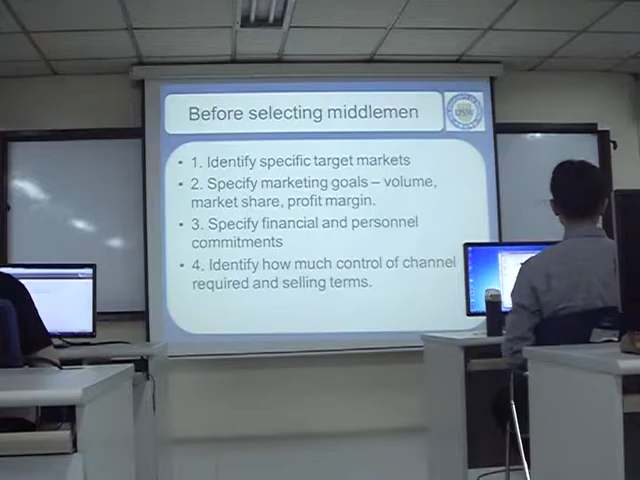 Before selecting middlemen
• 1. Identify specific target markets
• 2. Specify marketing goals – volume,
market share, profit margin.
• 3. Specify financial and personnel
commitments
• 4. Identify how much control of channel
required and selling terms.